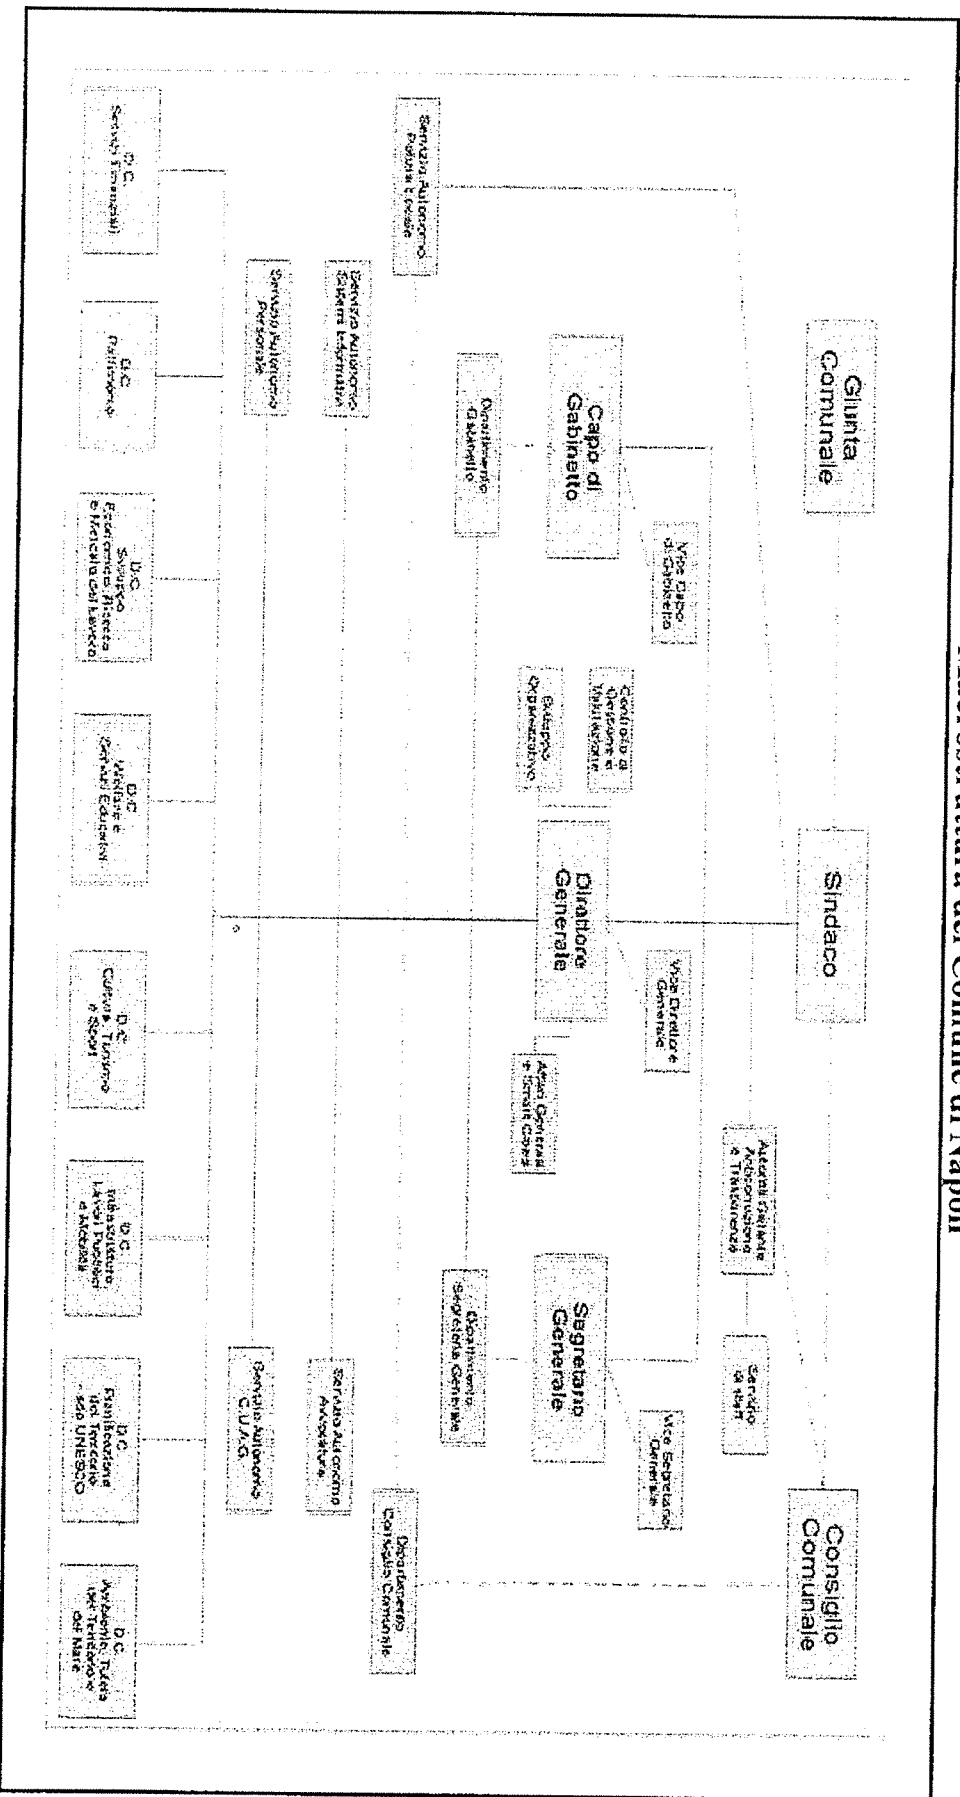 Macrostruttura del Comune di Napoli
Giunta
Comunale
Sindaco
Consiglio
Comunale
Autorità Garante
Anticorruzione
e Trasparenza
Servizio
di Staff
Vice Capo
di Gabinetto
Vice Direttore
Generale
Vice Segretario
Generale
Capo di
Gabinetto
Controllo di
Gestione e
Valutazione
Sviluppo
Organizzativo
Direttore
Generale
Affari Generali
e Smart Cities
Segretario
Generale
Dipartimento
Gabinetto
Dipartimento
Segreteria Generale
Servizio Autonomo
Polizia Locale
Dipartimento
Consiglio Comunale
Servizio Autonomo
Sistemi Informativi
Servizio Autonomo
Avvocatura
Servizio Autonomo
Personale
Servizio Autonomo
C.U.A.G.
D.C.
Servizi Finanziari
D.C.
Patrimonio
D.C.
Sviluppo
Economico, Ricerca
e Mercato del Lavoro
D.C.
Welfare e
Servizi Educativi
D.C.
Cultura, Turismo
e Sport
D.C.
Infrastrutture,
Lavori Pubblici
e Mobilità
D.C.
Pianificazione
del Territorio
sito UNESCO
D.C.
Ambiente, Tutela
del Territorio e
del Mare